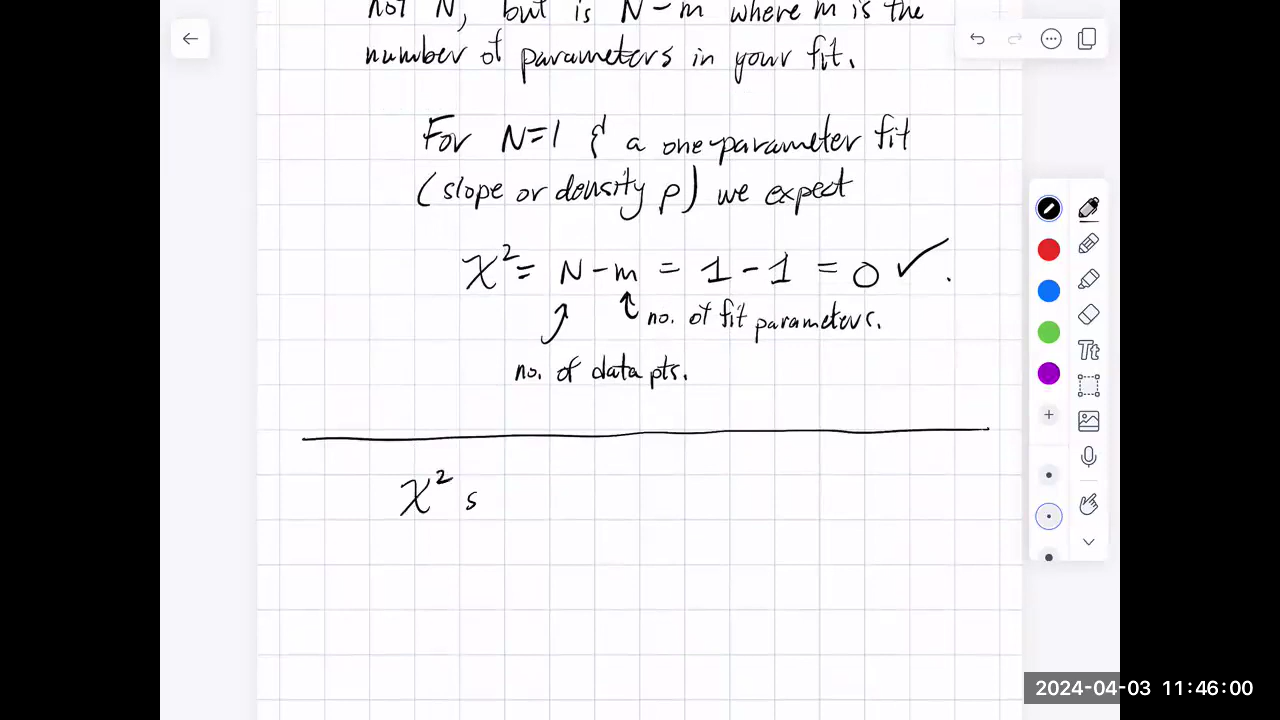 not N, but is N-m where m is the
number of parameters in your fit.
For N=1 & a one-parameter fit
(slope or density ρ) we expect
χ² = N - m = 1 - 1 = 0 ✓.
no. of fit parameters.
no. of data pts.
χ² s
Tt
2024-04-03 11:46:00